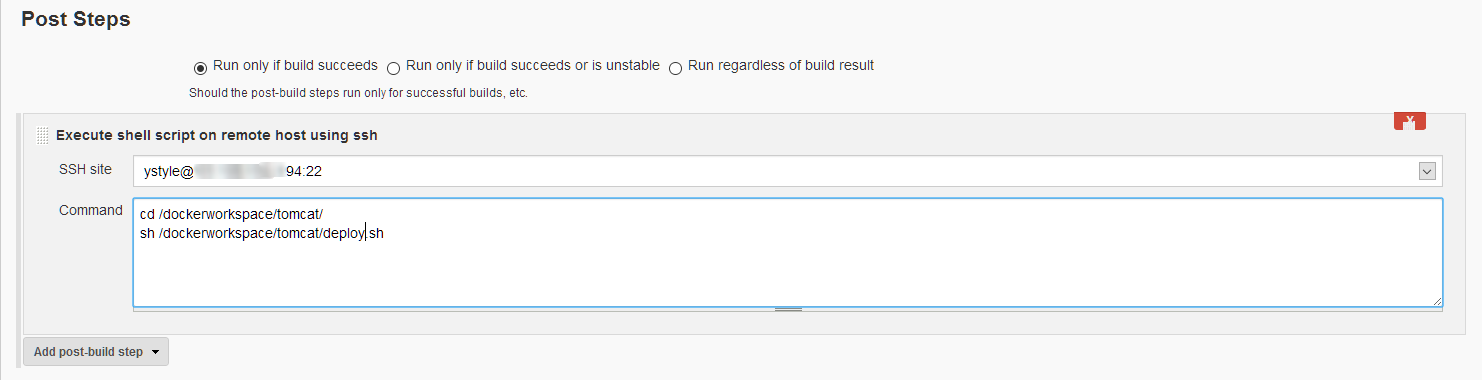 Post Steps
Run only if build succeeds Run only if build succeeds or is unstable Run regardless of build result
Should the post-build steps run only for successful builds, etc.
X
Execute shell script on remote host using ssh
SSH site ystyle@ 94:22
Command cd /dockerworkspace/tomcat/
sh /dockerworkspace/tomcat/deploy.sh
Add post-build step